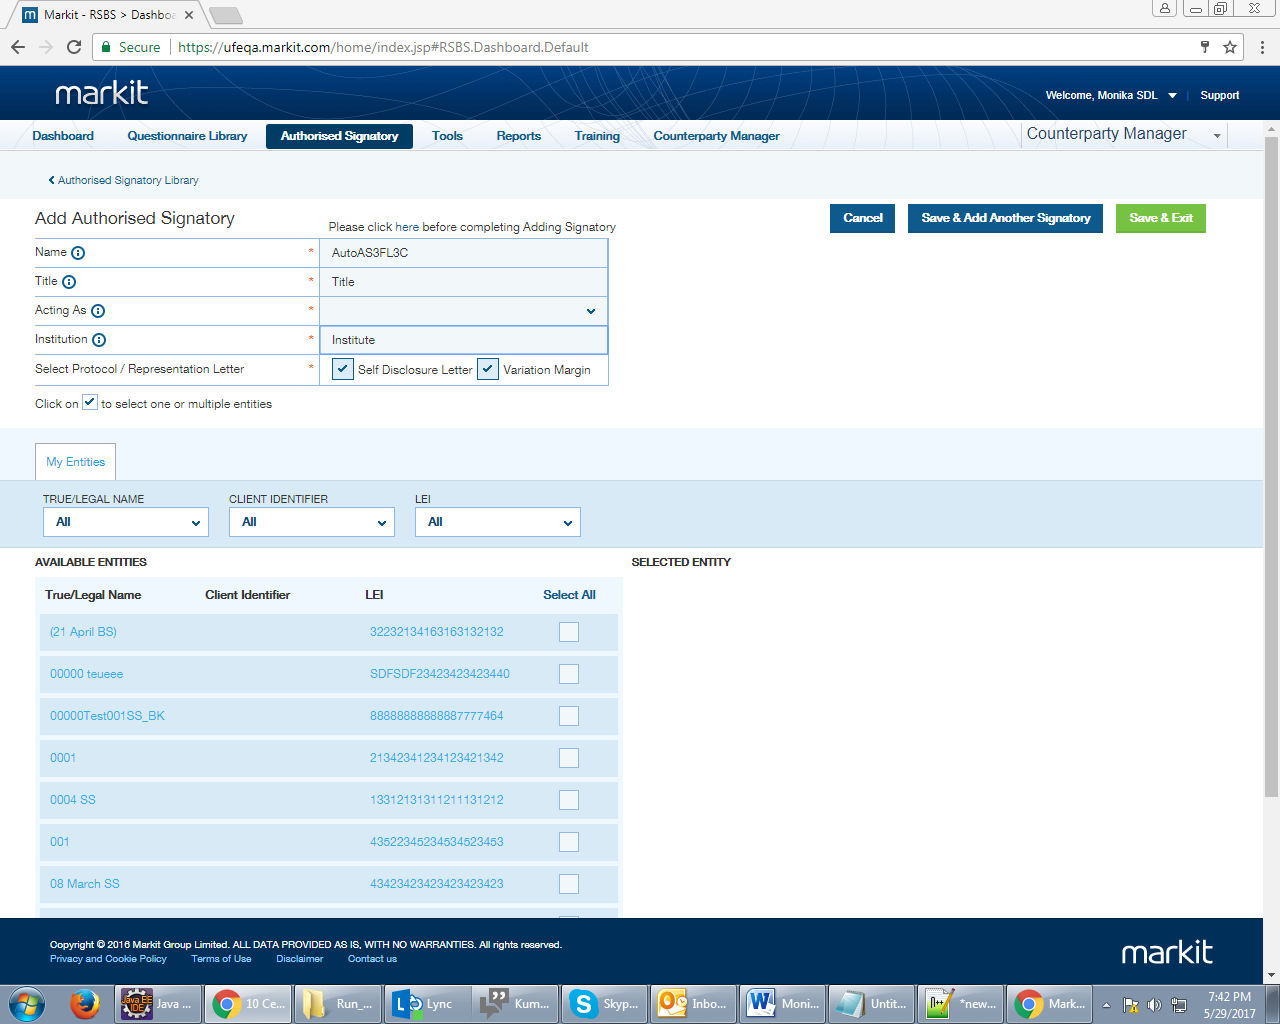 Markit - RSBS > Dashbo
Secure https://ufeqa.markit.com/home/index.jsp#RSBS.Dashboard.Default
markit
Welcome, Monika SDL Support
Dashboard Questionnaire Library Authorised Signatory Tools Reports Training Counterparty Manager Counterparty Manager
Authorised Signatory Library
Add Authorised Signatory
Please click here before completing Adding Signatory
Cancel Save & Add Another Signatory Save & Exit
Name * AutoAS3FL3C
Title * Title
Acting As *
Institution * Institute
Select Protocol / Representation Letter * Self Disclosure Letter Variation Margin
Click on to select one or multiple entities
My Entities
TRUE/LEGAL NAME CLIENT IDENTIFIER LEI
All All All
AVAILABLE ENTITIES SELECTED ENTITY
True/Legal Name Client Identifier LEI Select All
(21 April BS) 32232134163163132132
00000 teueee SDFSDF23423423423440
00000Test001SS_BK 88888888888887777464
0001 21342341234123421342
0004 SS 13312131311211131212
001 43522345234534523453
08 March SS 43423423423423423423
Copyright © 2016 Markit Group Limited. ALL DATA PROVIDED AS IS, WITH NO WARRANTIES. All rights reserved.
Privacy and Cookie Policy Terms of Use Disclaimer Contact us
markit
Java EE IDE Java ... 10 Ce... Run_... Lync Kum... Skyp... Inbo... Moni... Untit... *new... Mark... 7:42 PM
5/29/2017